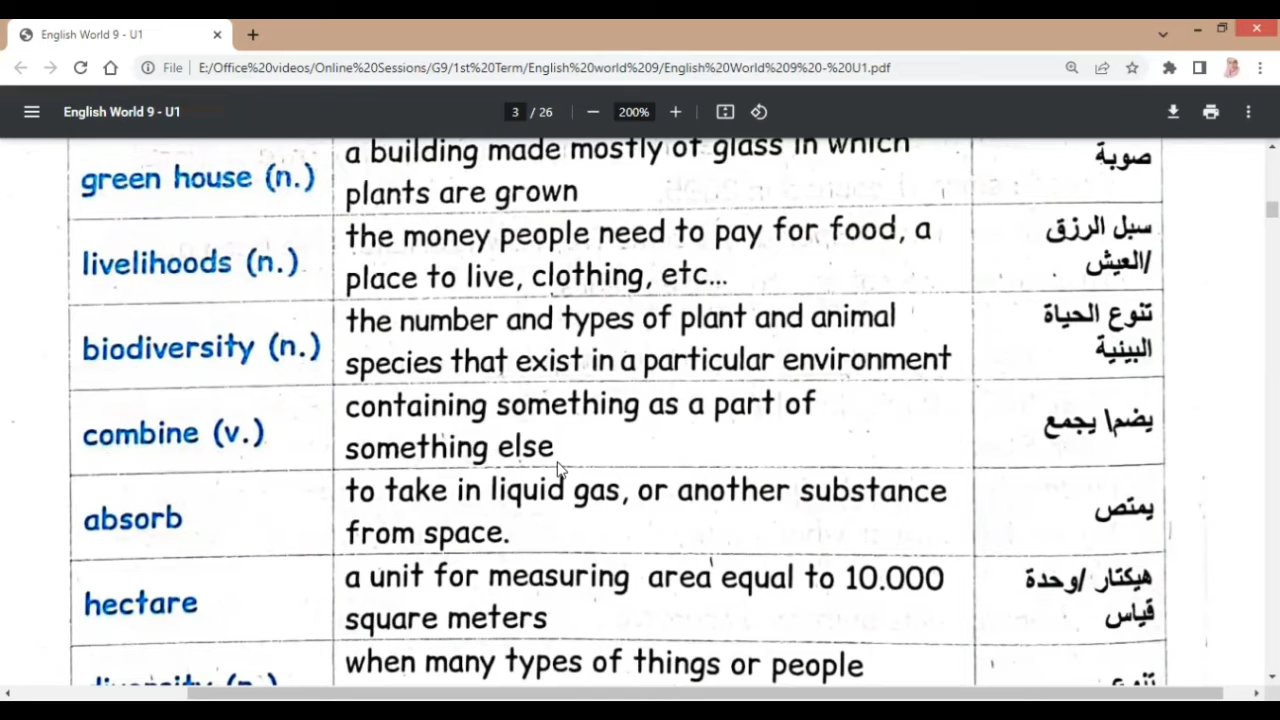 English World 9 - U1
File
E:/Office%20videos/Online%20Sessions/G9/1st%20Term/English%20world%209/English%20World%209%20-%20U1.pdf
English World 9 - U1
3 / 26
200%
green house (n.)
a building made mostly of glass in which
plants are grown
صوبة
livelihoods (n.)
the money people need to pay for food, a
place to live, clothing, etc...
سبل الرزق
/العيش
biodiversity (n.)
the number and types of plant and animal
species that exist in a particular environment
تنوع الحياة
البيئية
combine (v.)
containing something as a part of
something else
يضم\ يجمع
absorb
to take in liquid gas, or another substance
from space.
يمتص
hectare
a unit for measuring area equal to 10.000
square meters
هيكتار /وحدة
قياس
diversity (n.)
when many types of things or people
تنوع